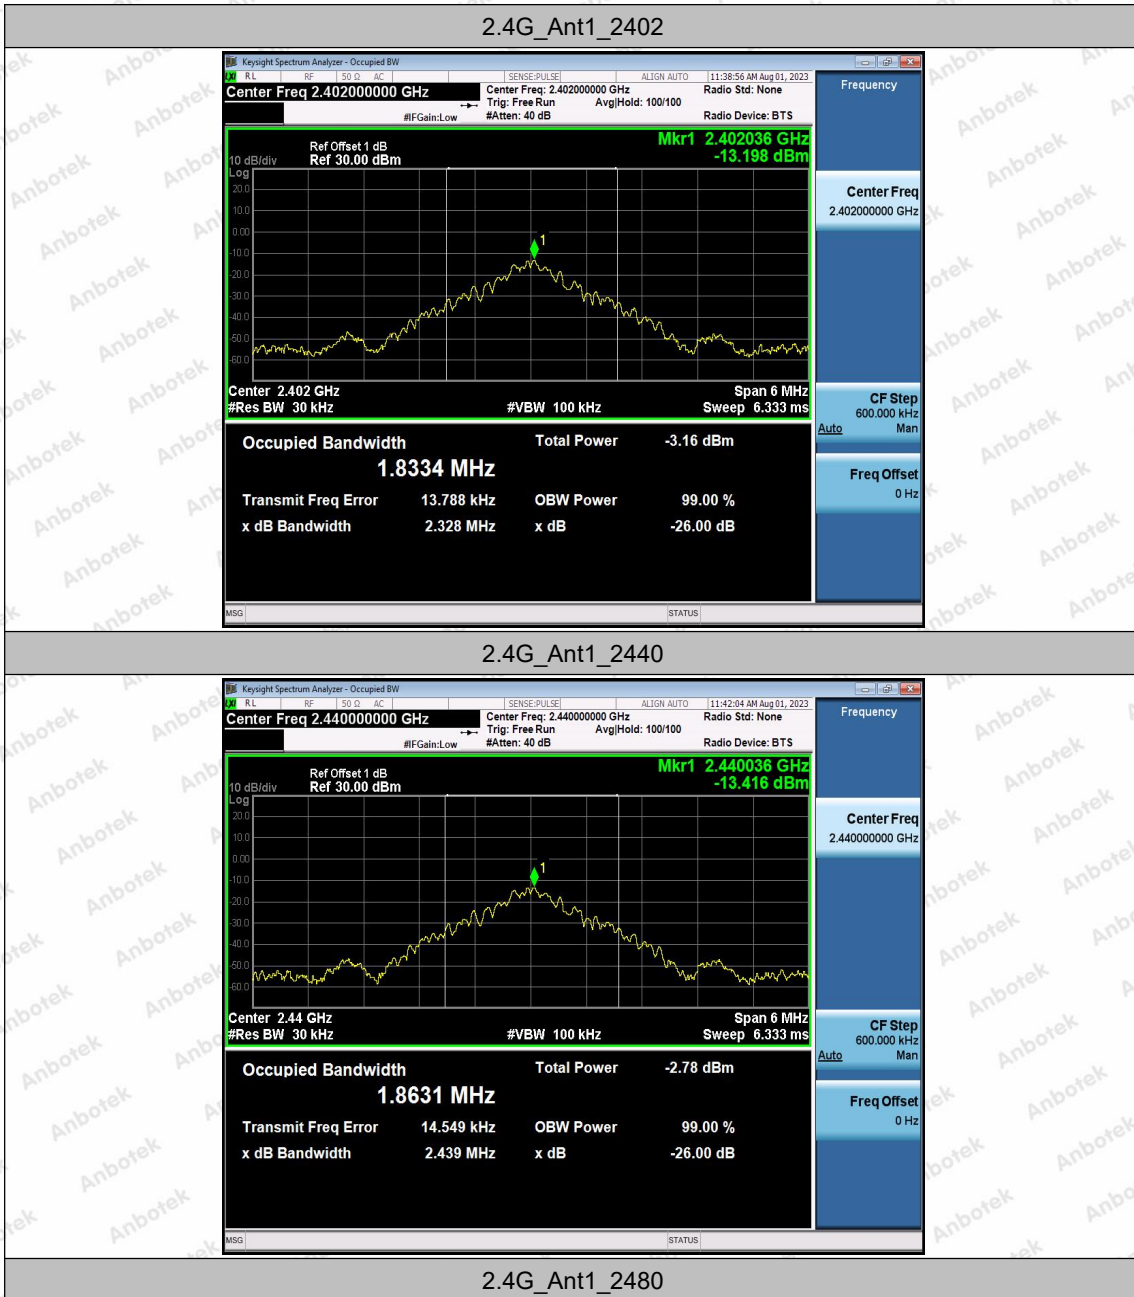 2.4G_Ant1_2402
Keysight Spectrum Analyzer - Occupied BW
LXI RL RF 50 Ω AC SENSE:PULSE ALIGN AUTO 11:38:56 AM Aug 01, 2023
Center Freq 2.402000000 GHz
Center Freq: 2.402000000 GHz Radio Std: None
Trig: Free Run Avg|Hold: 100/100
#IFGain:Low #Atten: 40 dB Radio Device: BTS
Frequency
Ref Offset 1 dB
10 dB/div Ref 30.00 dBm
Mkr1 2.402036 GHz
-13.198 dBm
Log
20.0
10.0
0.00
-10.0
-20.0
-30.0
-40.0
-50.0
-60.0
1
Center 2.402 GHz Span 6 MHz
#Res BW 30 kHz #VBW 100 kHz Sweep 6.333 ms
Center Freq
2.402000000 GHz
CF Step
600.000 kHz
Auto Man
Freq Offset
0 Hz
Occupied Bandwidth Total Power -3.16 dBm
1.8334 MHz
Transmit Freq Error 13.788 kHz OBW Power 99.00 %
x dB Bandwidth 2.328 MHz x dB -26.00 dB
MSG STATUS
2.4G_Ant1_2440
Keysight Spectrum Analyzer - Occupied BW
LXI RL RF 50 Ω AC SENSE:PULSE ALIGN AUTO 11:42:04 AM Aug 01, 2023
Center Freq 2.440000000 GHz
Center Freq: 2.440000000 GHz Radio Std: None
Trig: Free Run Avg|Hold: 100/100
#IFGain:Low #Atten: 40 dB Radio Device: BTS
Frequency
Ref Offset 1 dB
10 dB/div Ref 30.00 dBm
Mkr1 2.440036 GHz
-13.416 dBm
Log
20.0
10.0
0.00
-10.0
-20.0
-30.0
-40.0
-50.0
-60.0
1
Center 2.44 GHz Span 6 MHz
#Res BW 30 kHz #VBW 100 kHz Sweep 6.333 ms
Center Freq
2.440000000 GHz
CF Step
600.000 kHz
Auto Man
Freq Offset
0 Hz
Occupied Bandwidth Total Power -2.78 dBm
1.8631 MHz
Transmit Freq Error 14.549 kHz OBW Power 99.00 %
x dB Bandwidth 2.439 MHz x dB -26.00 dB
MSG STATUS
2.4G_Ant1_2480
Anbotek